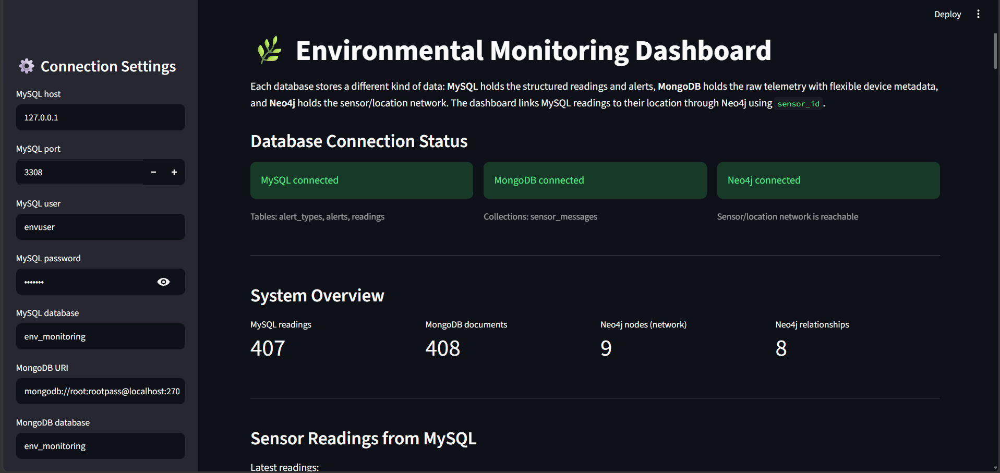 Deploy
Connection Settings
MySQL host
127.0.0.1
MySQL port
3308
MySQL user
envuser
MySQL password
•••••••
MySQL database
env_monitoring
MongoDB URI
mongodb://root:rootpass@localhost:270
MongoDB database
env_monitoring
Environmental Monitoring Dashboard
Each database stores a different kind of data: MySQL holds the structured readings and alerts, MongoDB holds the raw telemetry with flexible device metadata,
and Neo4j holds the sensor/location network. The dashboard links MySQL readings to their location through Neo4j using sensor_id.
Database Connection Status
MySQL connected
MongoDB connected
Neo4j connected
Tables: alert_types, alerts, readings
Collections: sensor_messages
Sensor/location network is reachable
System Overview
MySQL readings
407
MongoDB documents
408
Neo4j nodes (network)
9
Neo4j relationships
8
Sensor Readings from MySQL
Latest readings: